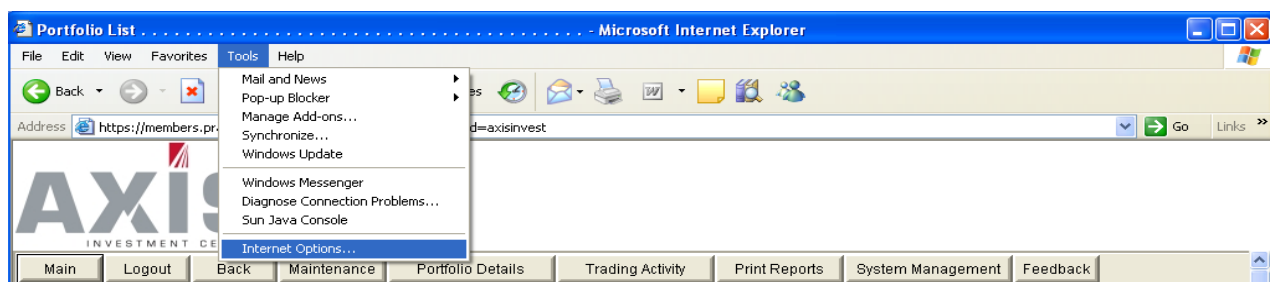 Portfolio List . . . . . . . . . . . . . . . . . . . . . . . . . . . . . . . . . . . . . . . . . . . . . . . - Microsoft Internet Explorer
File Edit View Favorites Tools Help
Back es
Mail and News
Pop-up Blocker
Manage Add-ons...
Address https://members.pr d=axisinvest Go Links »
Synchronize...
Windows Update
Windows Messenger
Diagnose Connection Problems...
Sun Java Console
AXIS
INVESTMENT CE
Internet Options...
Main Logout Back Maintenance Portfolio Details Trading Activity Print Reports System Management Feedback